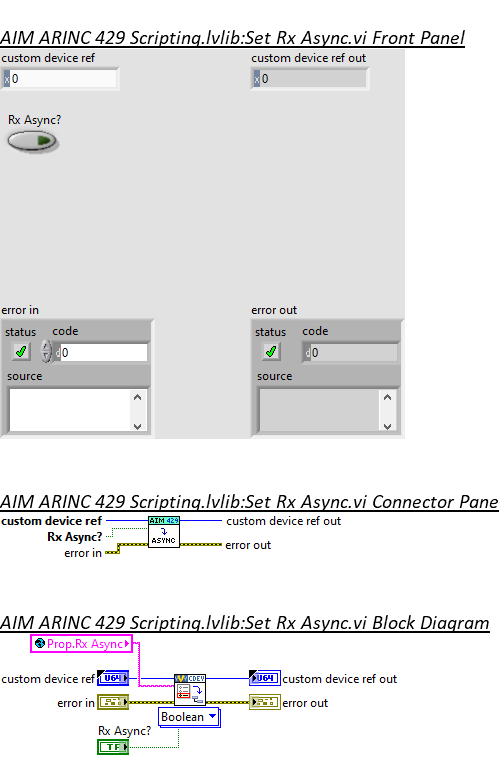 AIM ARINC 429 Scripting.lvlib:Set Rx Async.vi Front Panel
custom device ref
custom device ref out
x 0
x 0
Rx Async?
error in
error out
status code
status code
d 0
d 0
source
source
AIM ARINC 429 Scripting.lvlib:Set Rx Async.vi Connector Pane
custom device ref
AIM 429
custom device ref out
Rx Async?
ASYNC
error in
error out
AIM ARINC 429 Scripting.lvlib:Set Rx Async.vi Block Diagram
Prop.Rx Async
custom device ref
U64
CDEV
U64
custom device ref out
error in
error out
Boolean
Rx Async?
TF